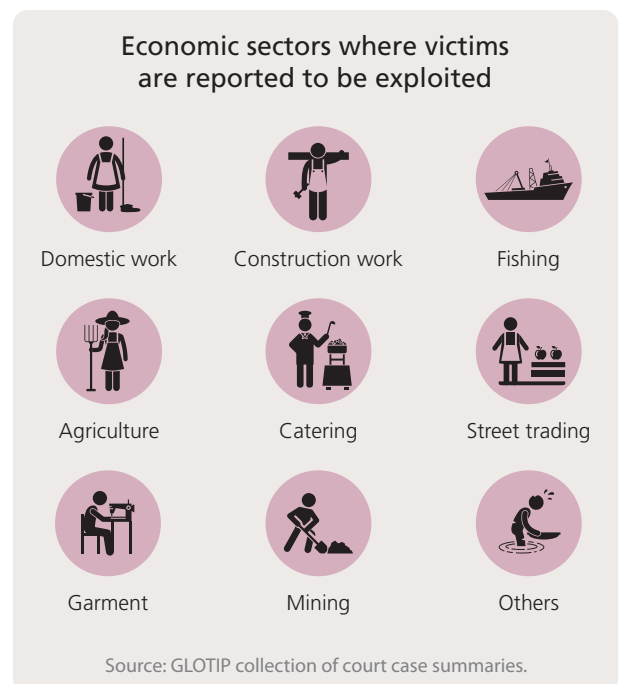 Economic sectors where victims
are reported to be exploited
Domestic work
Construction work
Fishing
Agriculture
Catering
Street trading
Garment
Mining
Others
Source: GLOTIP collection of court case summaries.